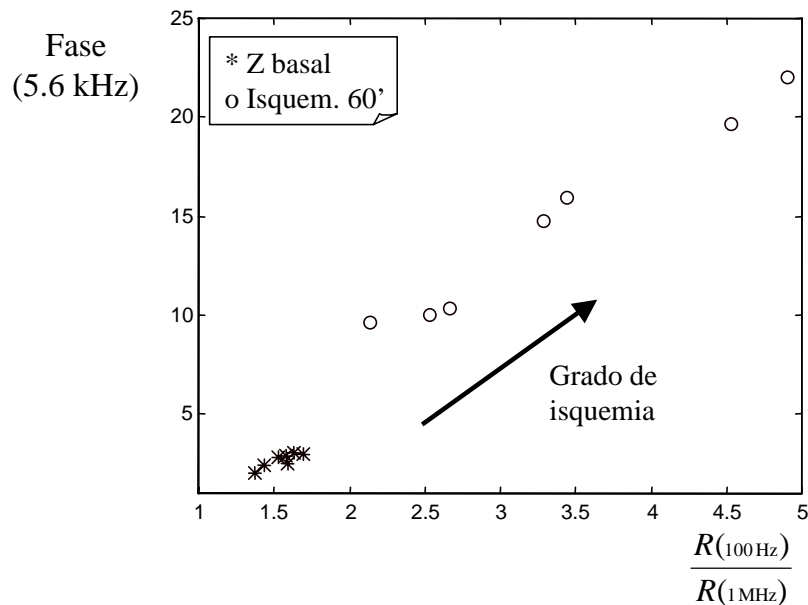 Fase
(5.6 kHz)
25
20
15
10
5
* Z basal
o Isquem. 60’
Grado de
isquemia
1
1.5
2
2.5
3
3.5
4
4.5
5
R(100 Hz)
R(1 MHz)